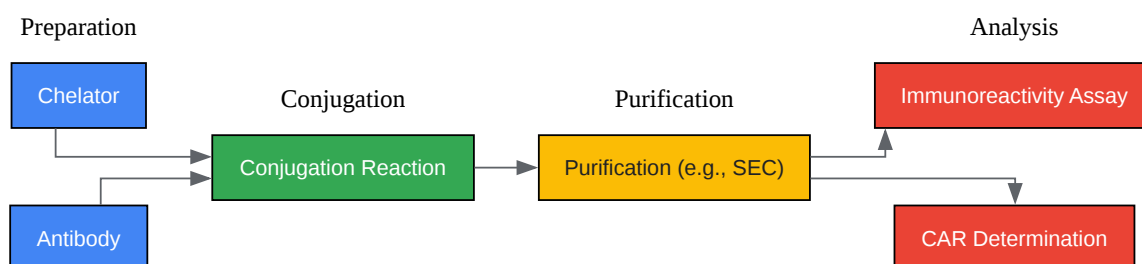 Preparation
Chelator
Antibody
Conjugation
Conjugation Reaction
Purification
Purification (e.g., SEC)
Analysis
Immunoreactivity Assay
CAR Determination